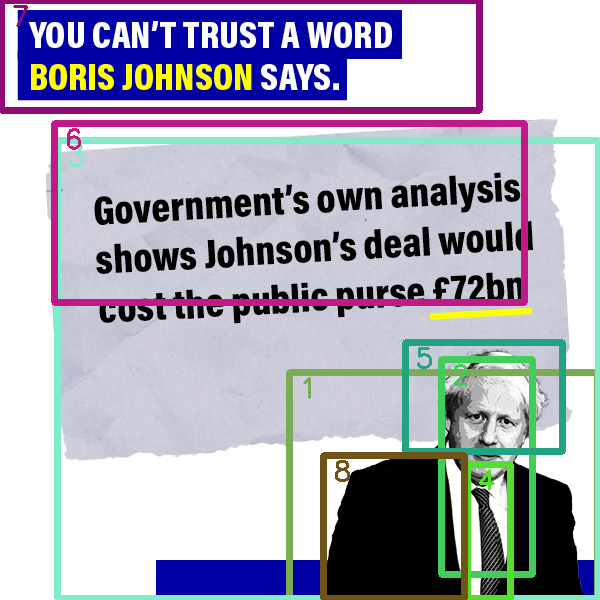 YOU CAN'T TRUST A WORD
BORIS JOHNSON SAYS.
Government's own analysis
shows Johnson's deal would
cost the public purse £72bn
7
6
3
5
2
1
8
4